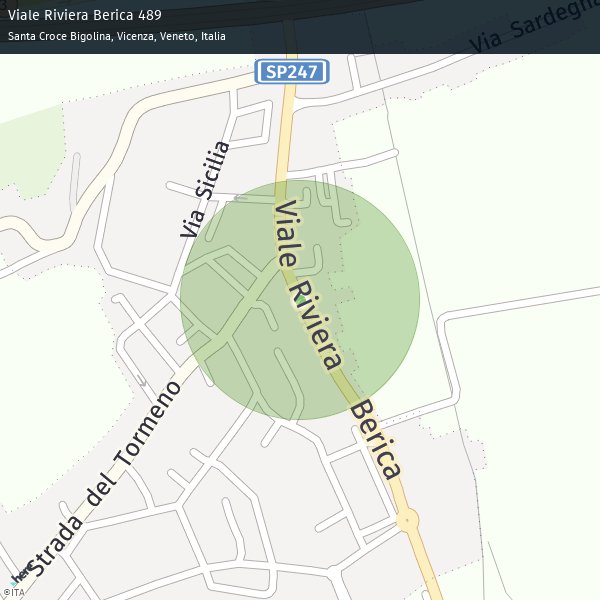 Viale Riviera Berica 489
Santa Croce Bigolina, Vicenza, Veneto, Italia
Via Sardegna
SP247
Via Sicilia
Viale Riviera Berica
Strada del Tormeno
here
©ITA